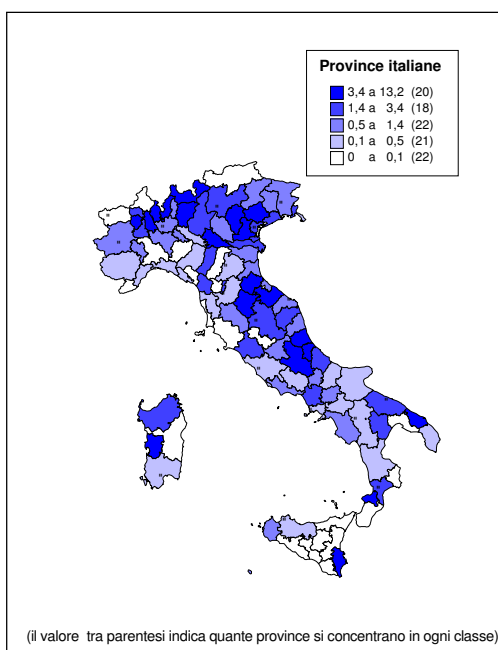 Province italiane
3,4 a 13,2 (20)
1,4 a 3,4 (18)
0,5 a 1,4 (22)
0,1 a 0,5 (21)
0 a 0,1 (22)
(il valore tra parentesi indica quante province si concentrano in ogni classe)